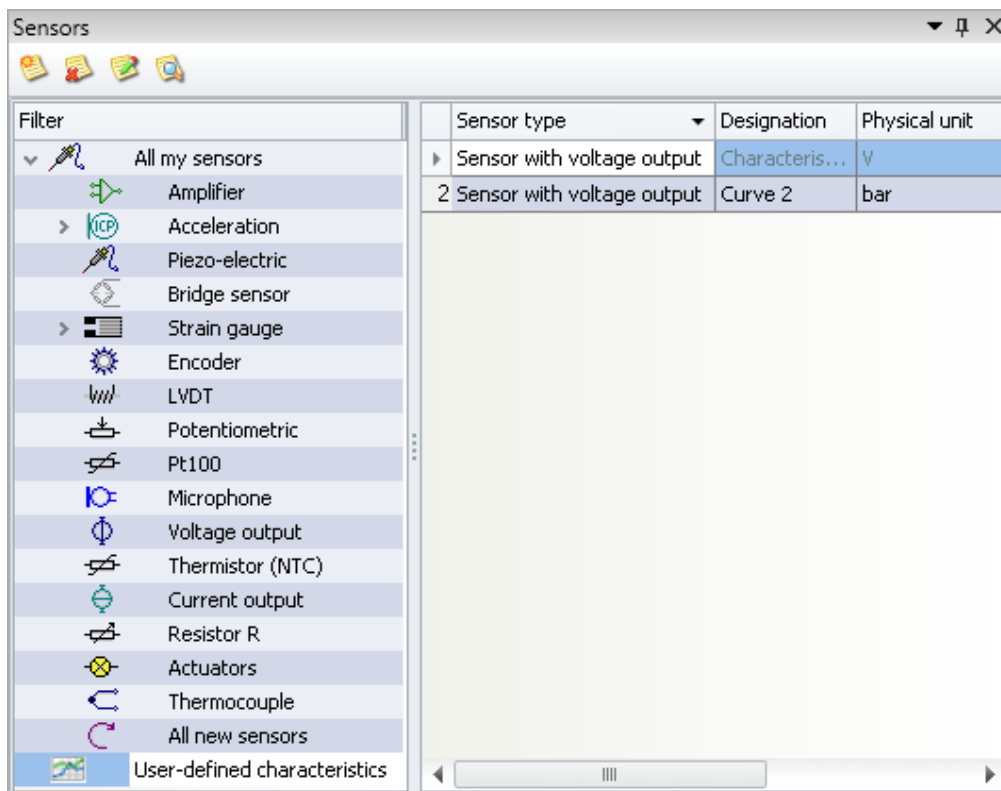 Sensors
Filter
All my sensors
Amplifier
ICP Acceleration
Piezo-electric
Bridge sensor
Strain gauge
Encoder
LVDT
Potentiometric
Pt100
Microphone
Voltage output
Thermistor (NTC)
Current output
Resistor R
Actuators
Thermocouple
All new sensors
User-defined characteristics
Sensor type Designation Physical unit
Sensor with voltage output Characteris... V
2 Sensor with voltage output Curve 2 bar